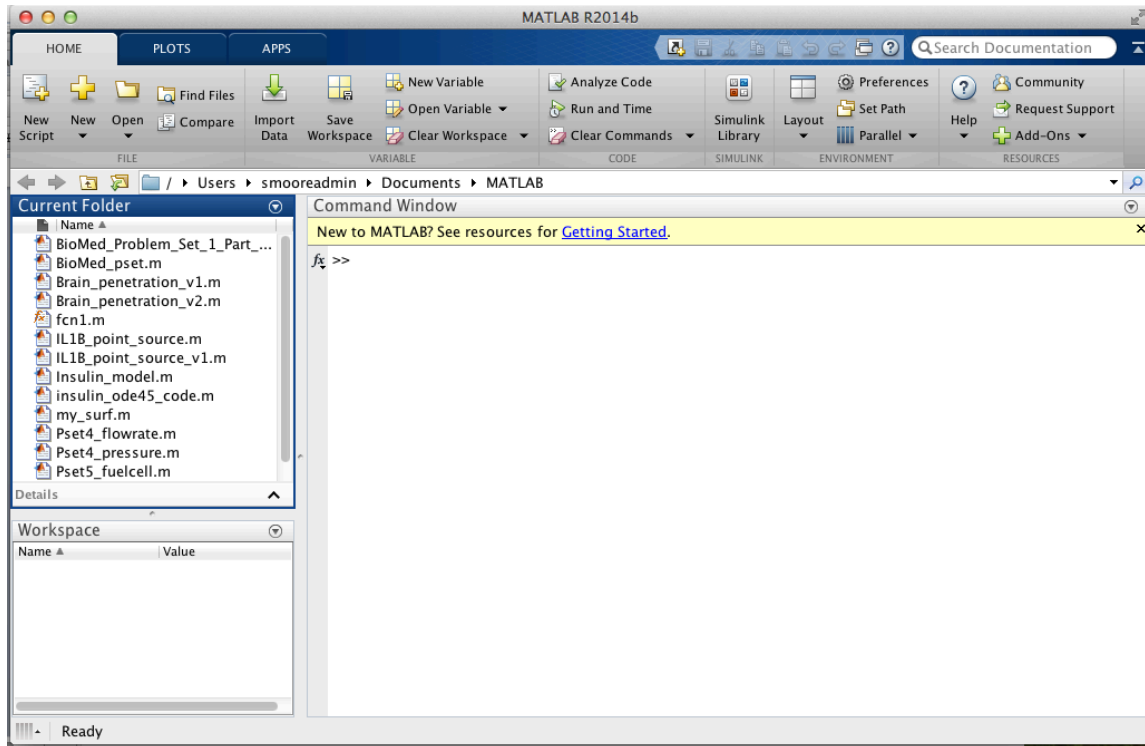 MATLAB R2014b
HOME PLOTS APPS Search Documentation
New Script New Open Find Files Compare Import Data Save Workspace New Variable Open Variable Clear Workspace Analyze Code Run and Time Clear Commands Simulink Library Layout Preferences Set Path Parallel Help Community Request Support Add-Ons
FILE VARIABLE CODE SIMULINK ENVIRONMENT RESOURCES
/ Users smooreadmin Documents MATLAB
Current Folder
Name
BioMed_Problem_Set_1_Part_...
BioMed_pset.m
Brain_penetration_v1.m
Brain_penetration_v2.m
fcn1.m
IL1B_point_source.m
IL1B_point_source_v1.m
Insulin_model.m
insulin_ode45_code.m
my_surf.m
Pset4_flowrate.m
Pset4_pressure.m
Pset5_fuelcell.m
Details
Workspace
Name Value
Command Window
New to MATLAB? See resources for Getting Started.
fx >>
Ready